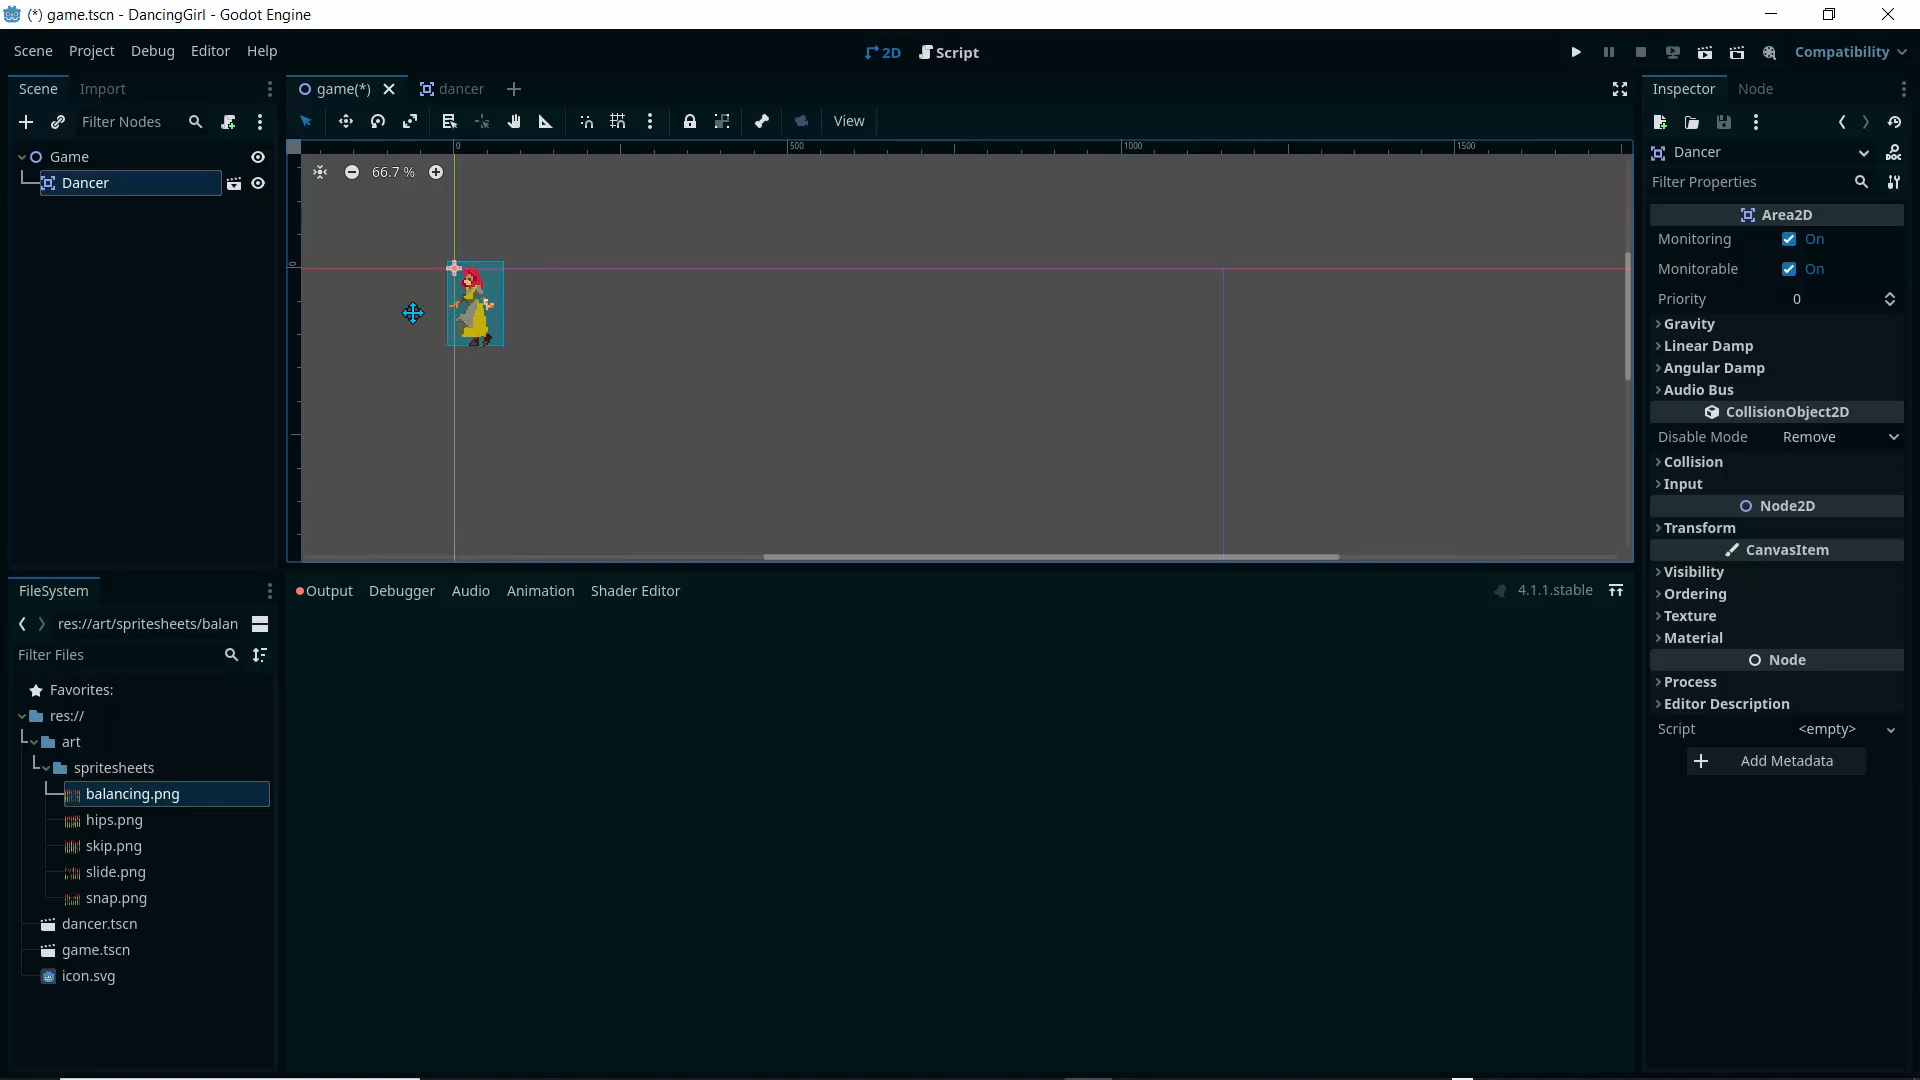 (*) game.tscn - DancingGirl - Godot Engine
Scene Project Debug Editor Help
2D Script
Compatibility
Scene Import
game(*) dancer
Inspector Node
Filter Nodes
View
Game
Dancer
0 500 1000 1500
0
66.7 %
Dancer
Filter Properties
Area2D
Monitoring On
Monitorable On
Priority 0
Gravity
Linear Damp
Angular Damp
Audio Bus
CollisionObject2D
Disable Mode Remove
Collision
Input
Node2D
Transform
CanvasItem
Visibility
Ordering
Texture
Material
Node
Process
Editor Description
Script <empty>
Add Metadata
FileSystem
Output Debugger Audio Animation Shader Editor
4.1.1.stable
res://art/spritesheets/balan
Filter Files
Favorites:
res://
art
spritesheets
balancing.png
hips.png
skip.png
slide.png
snap.png
dancer.tscn
game.tscn
icon.svg